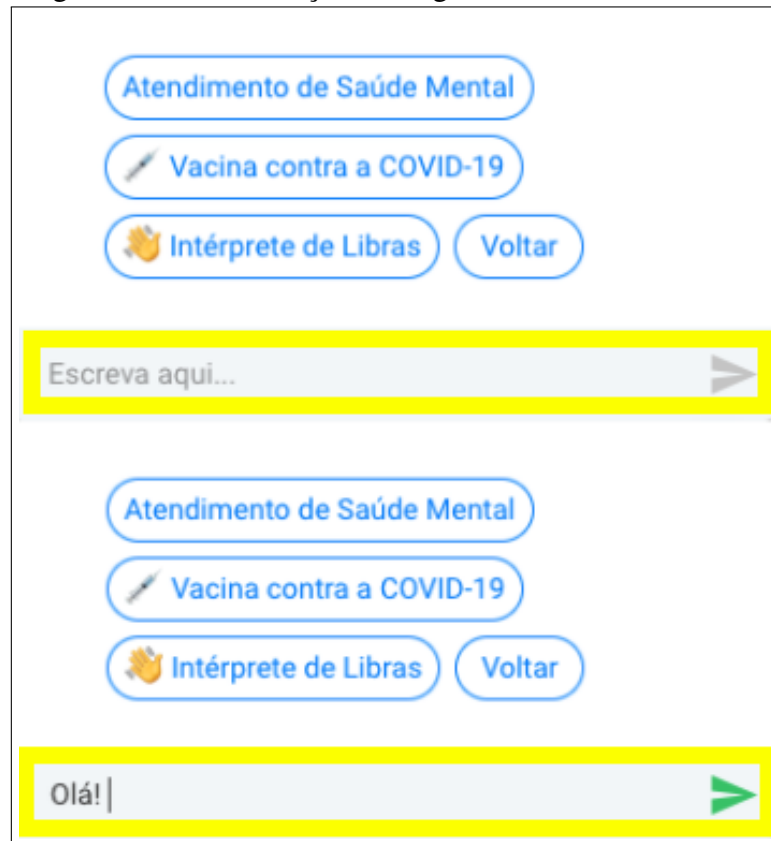 Atendimento de Saúde Mental
Vacina contra a COVID-19
Intérprete de Libras Voltar
Escreva aqui...
Atendimento de Saúde Mental
Vacina contra a COVID-19
Intérprete de Libras Voltar
Olá!